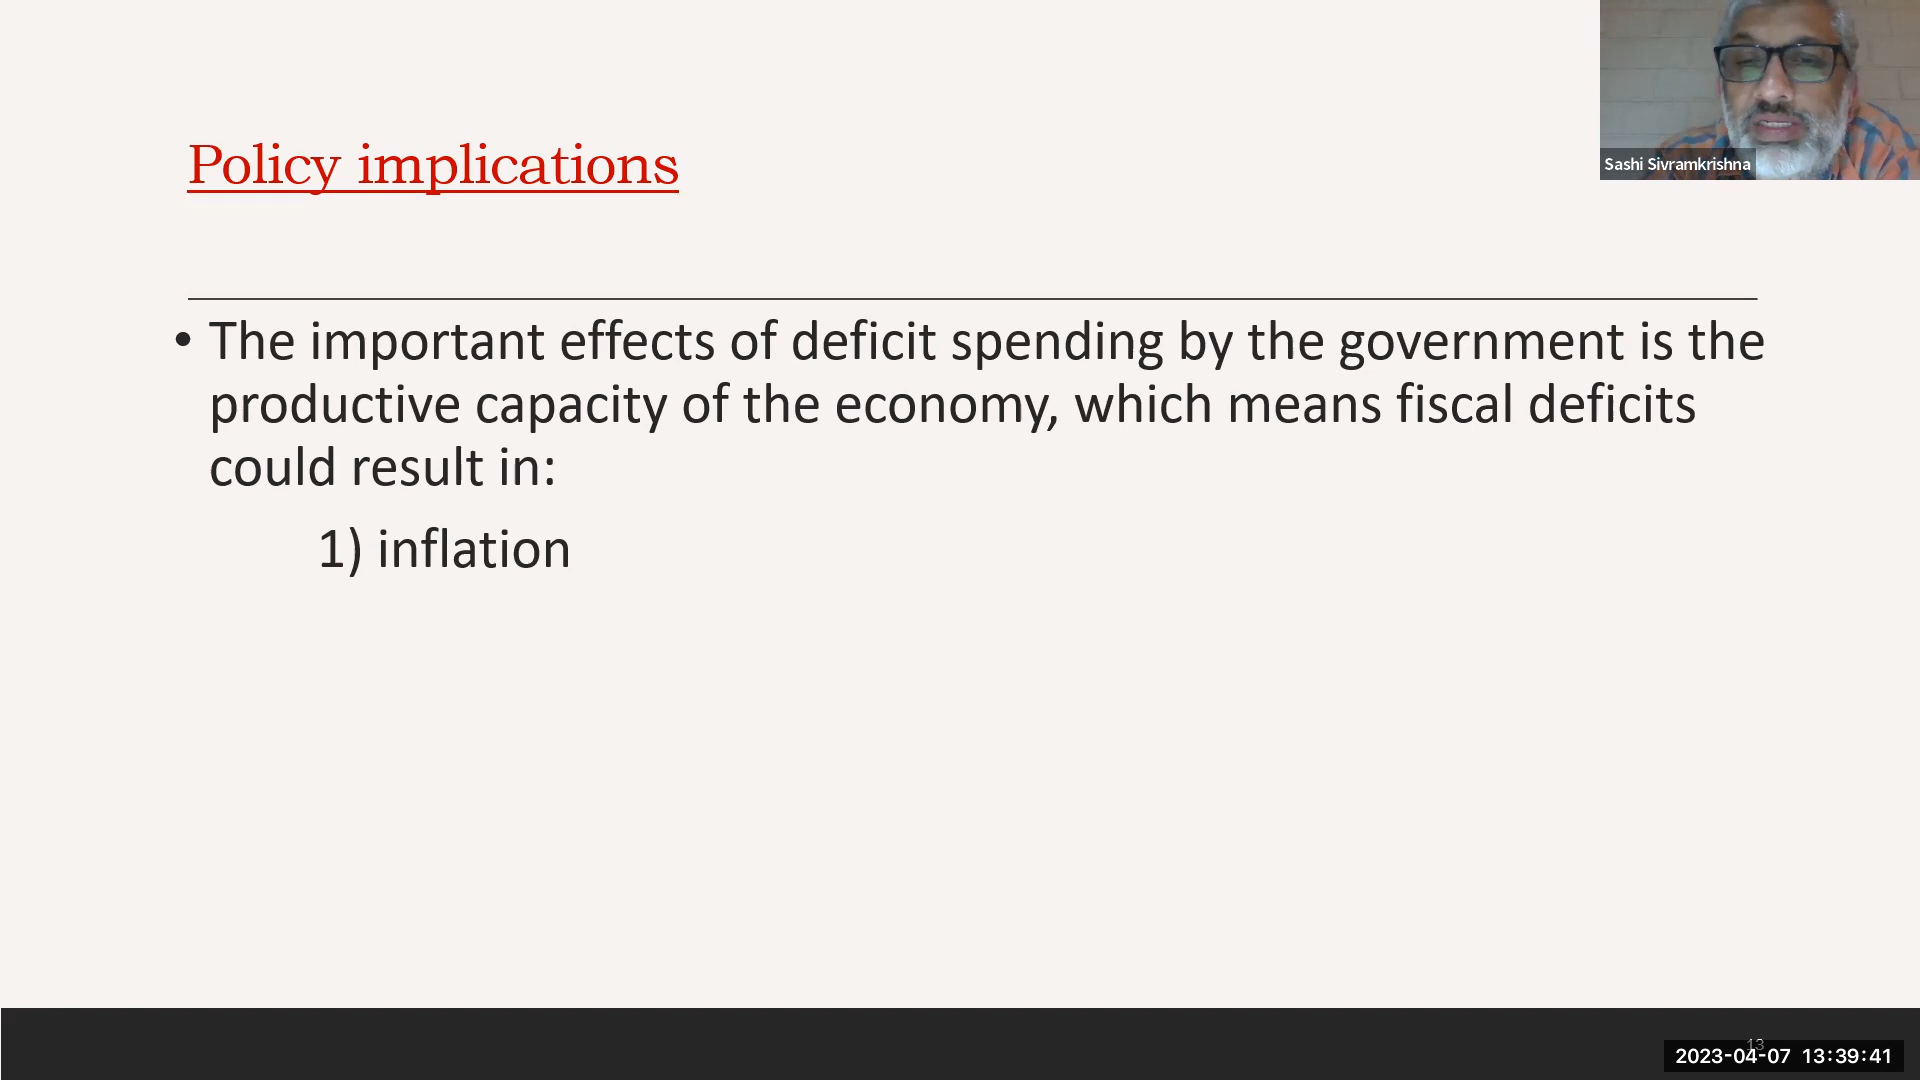 Policy implications
Sashi Sivramkrishna
• The important effects of deficit spending by the government is the
productive capacity of the economy, which means fiscal deficits
could result in:
1) inflation
13
2023-04-07 13:39:41